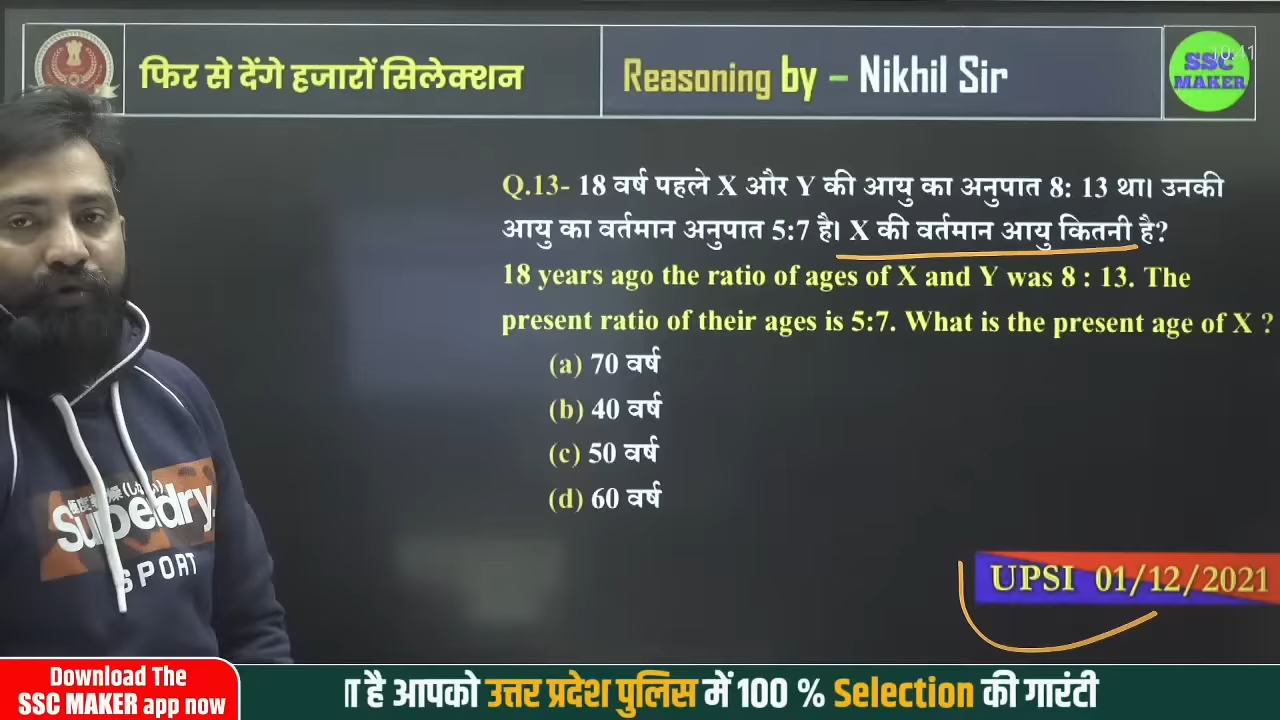 फिर से देंगे हजारों सिलेक्शन
Reasoning by – Nikhil Sir
SSC
MAKER
10:41
Q.13- 18 वर्ष पहले X और Y की आयु का अनुपात 8: 13 था। उनकी
आयु का वर्तमान अनुपात 5:7 है। X की वर्तमान आयु कितनी है?
18 years ago the ratio of ages of X and Y was 8 : 13. The
present ratio of their ages is 5:7. What is the present age of X ?
(a) 70 वर्ष
(b) 40 वर्ष
(c) 50 वर्ष
(d) 60 वर्ष
Superdry.
SPORT
UPSI 01/12/2021
Download The
SSC MAKER app now
है आपको उत्तर प्रदेश पुलिस में 100 % Selection की गारंटी